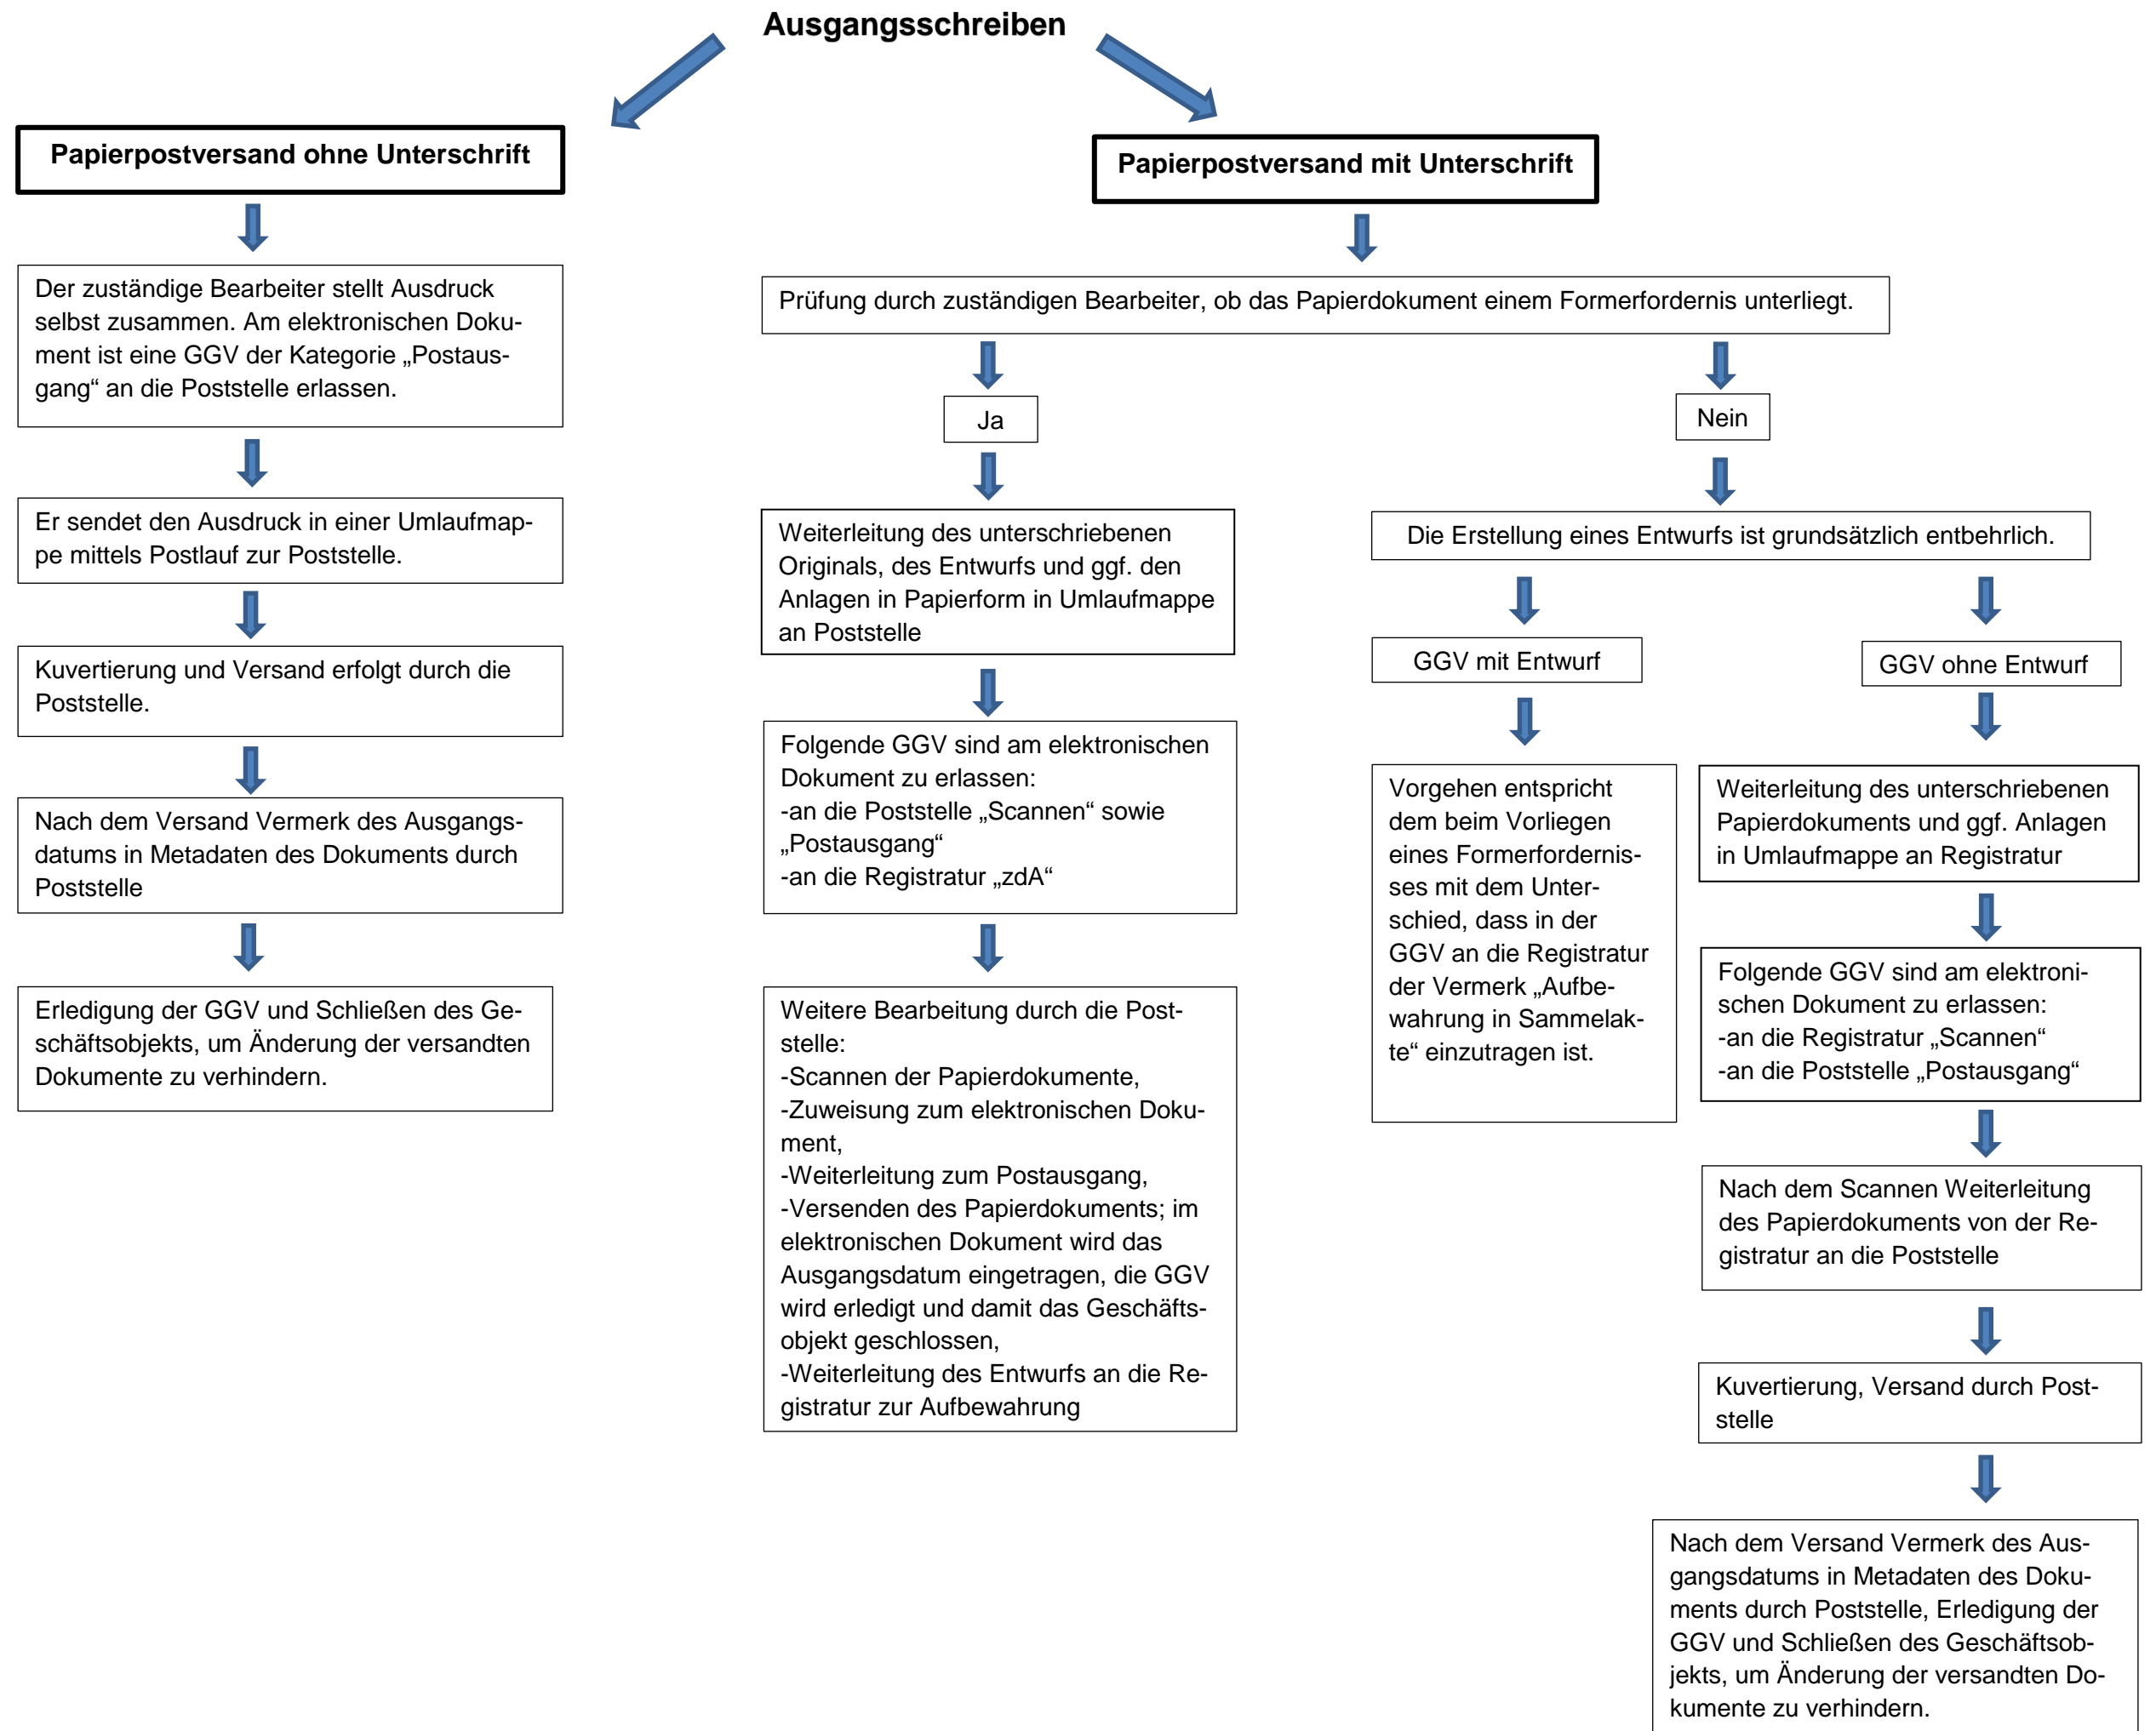 Ausgangsschreiben
Papierpostversand ohne Unterschrift
Der zuständige Bearbeiter stellt Ausdruck
selbst zusammen. Am elektronischen Doku-
ment ist eine GGV der Kategorie „Postaus-
gang“ an die Poststelle erlassen.
Er sendet den Ausdruck in einer Umlaufmap-
pe mittels Postlauf zur Poststelle.
Kuvertierung und Versand erfolgt durch die
Poststelle.
Nach dem Versand Vermerk des Ausgangs-
datums in Metadaten des Dokuments durch
Poststelle
Erledigung der GGV und Schließen des Ge-
schäftsobjekts, um Änderung der versandten
Dokumente zu verhindern.
Papierpostversand mit Unterschrift
Prüfung durch zuständigen Bearbeiter, ob das Papierdokument einem Formerfordernis unterliegt.
Ja
Weiterleitung des unterschriebenen
Originals, des Entwurfs und ggf. den
Anlagen in Papierform in Umlaufmappe
an Poststelle
Folgende GGV sind am elektronischen
Dokument zu erlassen:
-an die Poststelle „Scannen“ sowie
„Postausgang“
-an die Registratur „zdA“
Weitere Bearbeitung durch die Post-
stelle:
-Scannen der Papierdokumente,
-Zuweisung zum elektronischen Doku-
ment,
-Weiterleitung zum Postausgang,
-Versenden des Papierdokuments; im
elektronischen Dokument wird das
Ausgangsdatum eingetragen, die GGV
wird erledigt und damit das Geschäfts-
objekt geschlossen,
-Weiterleitung des Entwurfs an die Re-
gistratur zur Aufbewahrung
Nein
Die Erstellung eines Entwurfs ist grundsätzlich entbehrlich.
GGV mit Entwurf
Vorgehen entspricht
dem beim Vorliegen
eines Formerfordernis-
ses mit dem Unter-
schied, dass in der
GGV an die Registratur
der Vermerk „Aufbe-
wahrung in Sammelak-
te“ einzutragen ist.
GGV ohne Entwurf
Weiterleitung des unterschriebenen
Papierdokuments und ggf. Anlagen
in Umlaufmappe an Registratur
Folgende GGV sind am elektroni-
schen Dokument zu erlassen:
-an die Registratur „Scannen“
-an die Poststelle „Postausgang“
Nach dem Scannen Weiterleitung
des Papierdokuments von der Re-
gistratur an die Poststelle
Kuvertierung, Versand durch Post-
stelle
Nach dem Versand Vermerk des Aus-
gangsdatums in Metadaten des Doku-
ments durch Poststelle, Erledigung der
GGV und Schließen des Geschäftsob-
jekts, um Änderung der versandten Do-
kumente zu verhindern.